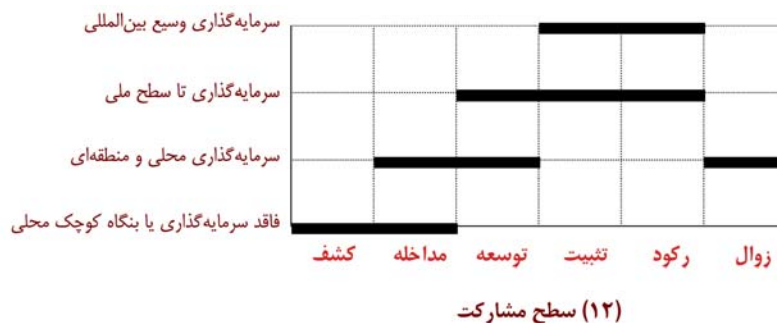 سرمایه‌گذاری وسیع بین‌المللی
سرمایه‌گذاری تا سطح ملی
سرمایه‌گذاری محلی و منطقه‌ای
فاقد سرمایه‌گذاری یا بنگاه کوچک محلی
کشف مداخله توسعه تثبیت رکود زوال
(۱۲) سطح مشارکت